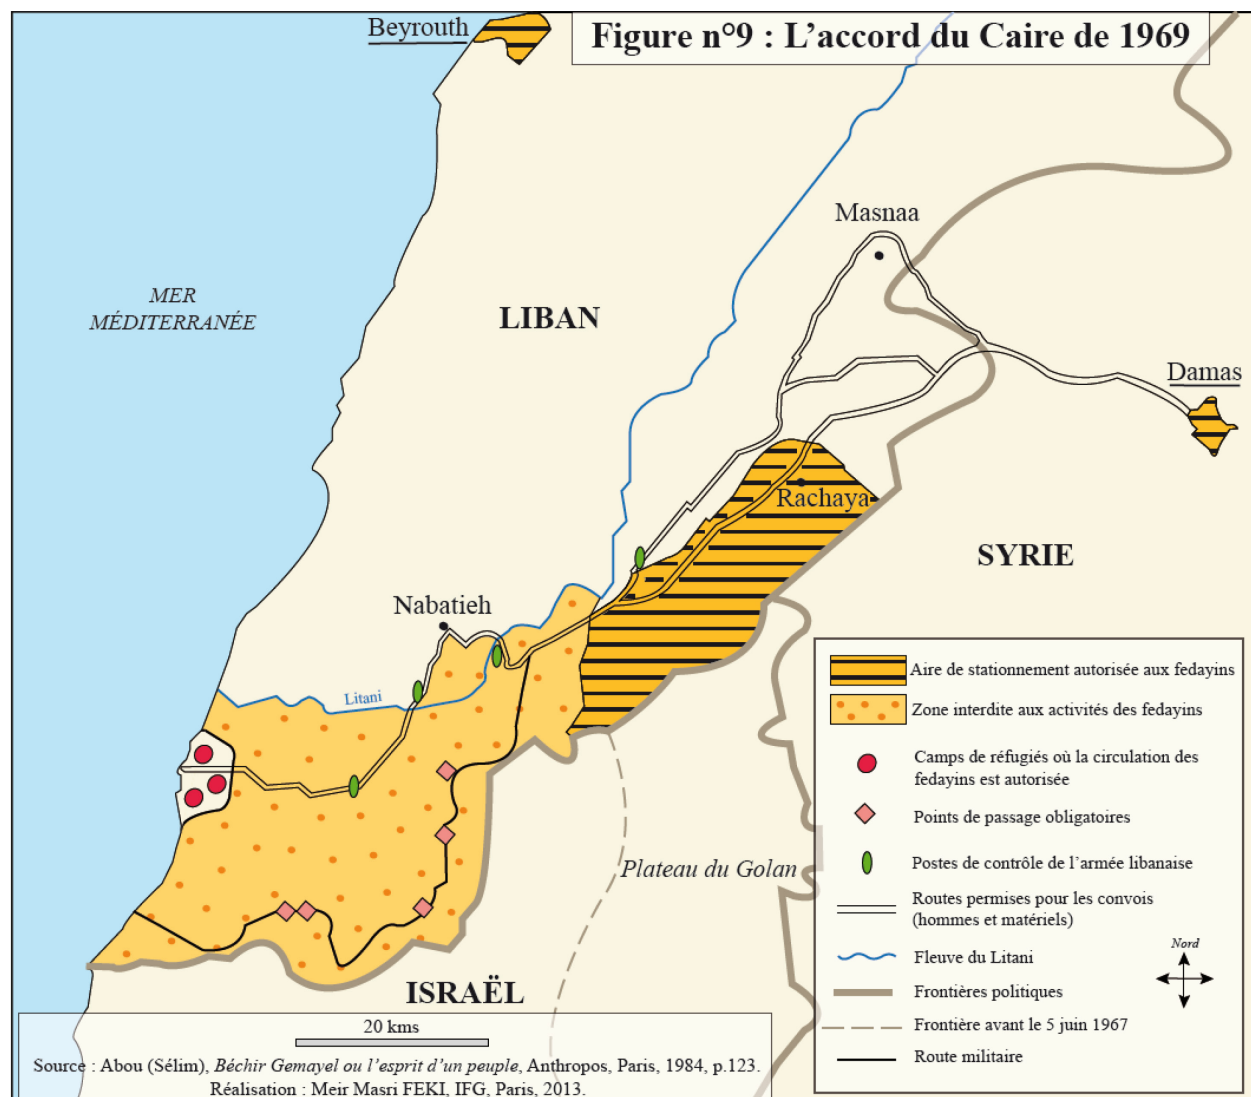 Figure n°9 : L'accord du Caire de 1969
Beyrouth
Masnaa
MER
MÉDITERRANÉE
LIBAN
Damas
Rachaya
SYRIE
Nabatieh
Litani
Plateau du Golan
ISRAËL
Aire de stationnement autorisée aux fedayins
Zone interdite aux activités des fedayins
Camps de réfugiés où la circulation des
fedayins est autorisée
Points de passage obligatoires
Postes de contrôle de l'armée libanaise
Routes permises pour les convois
(hommes et matériels)
Nord
Fleuve du Litani
Frontières politiques
Frontière avant le 5 juin 1967
Route militaire
20 kms
Source : Abou (Sélim), Béchir Gemayel ou l'esprit d'un peuple, Anthropos, Paris, 1984, p.123.
Réalisation : Meir Masri FEKI, IFG, Paris, 2013.